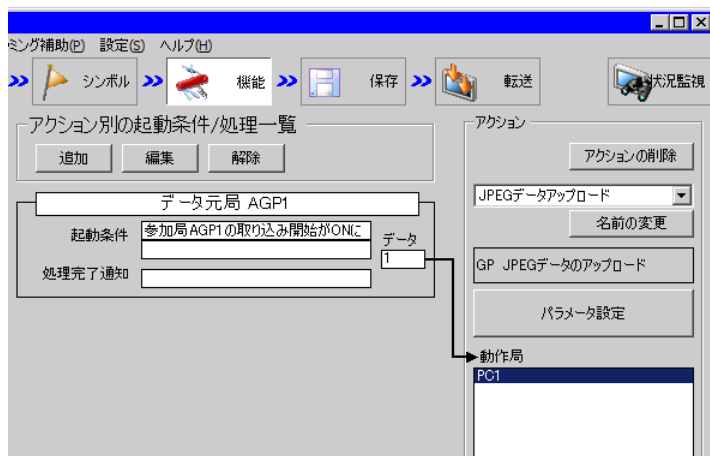 ミング補助(P) 設定(S) ヘルプ(H)
シンボル 機能 保存 転送 状況監視
アクション別の起動条件/処理一覧
追加 編集 解除
データ元局 AGP1
起動条件 参加局AGP1の取り込み開始がONに
データ
1
処理完了通知
アクション
アクションの削除
JPEGデータアップロード
名前の変更
GP JPEGデータのアップロード
パラメータ設定
動作局
PC1